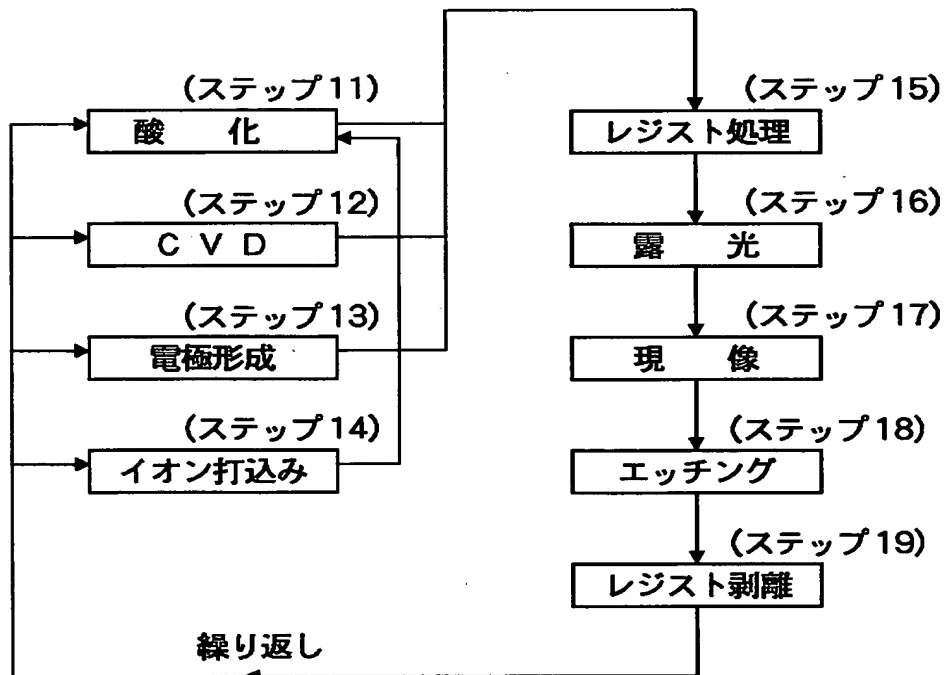 (ステップ11)
酸 化
(ステップ12)
C V D
(ステップ13)
電極形成
(ステップ14)
イオン打込み
(ステップ15)
レジスト処理
(ステップ16)
露 光
(ステップ17)
現 像
(ステップ18)
エッチング
(ステップ19)
レジスト剥離
繰り返し